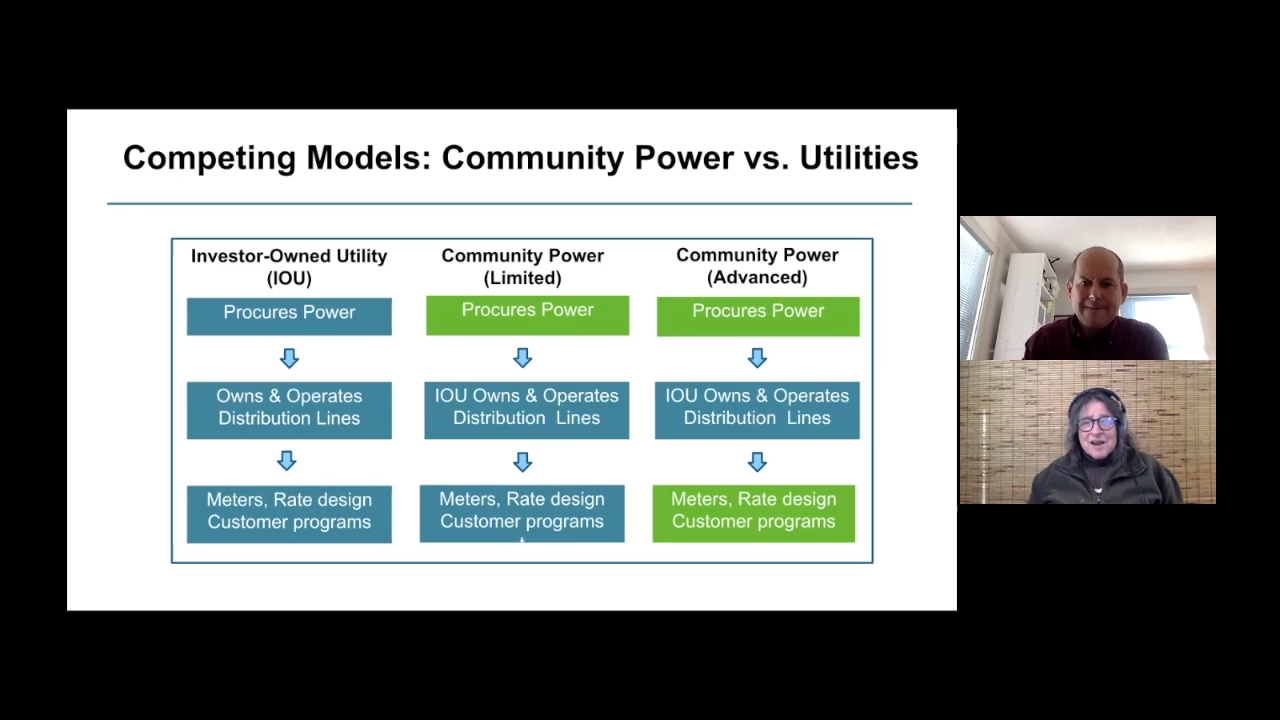 Competing Models: Community Power vs. Utilities
Investor-Owned Utility
(IOU)
Procures Power
Owns & Operates
Distribution Lines
Meters, Rate design
Customer programs
Community Power
(Limited)
Procures Power
IOU Owns & Operates
Distribution Lines
Meters, Rate design
Customer programs
Community Power
(Advanced)
Procures Power
IOU Owns & Operates
Distribution Lines
Meters, Rate design
Customer programs